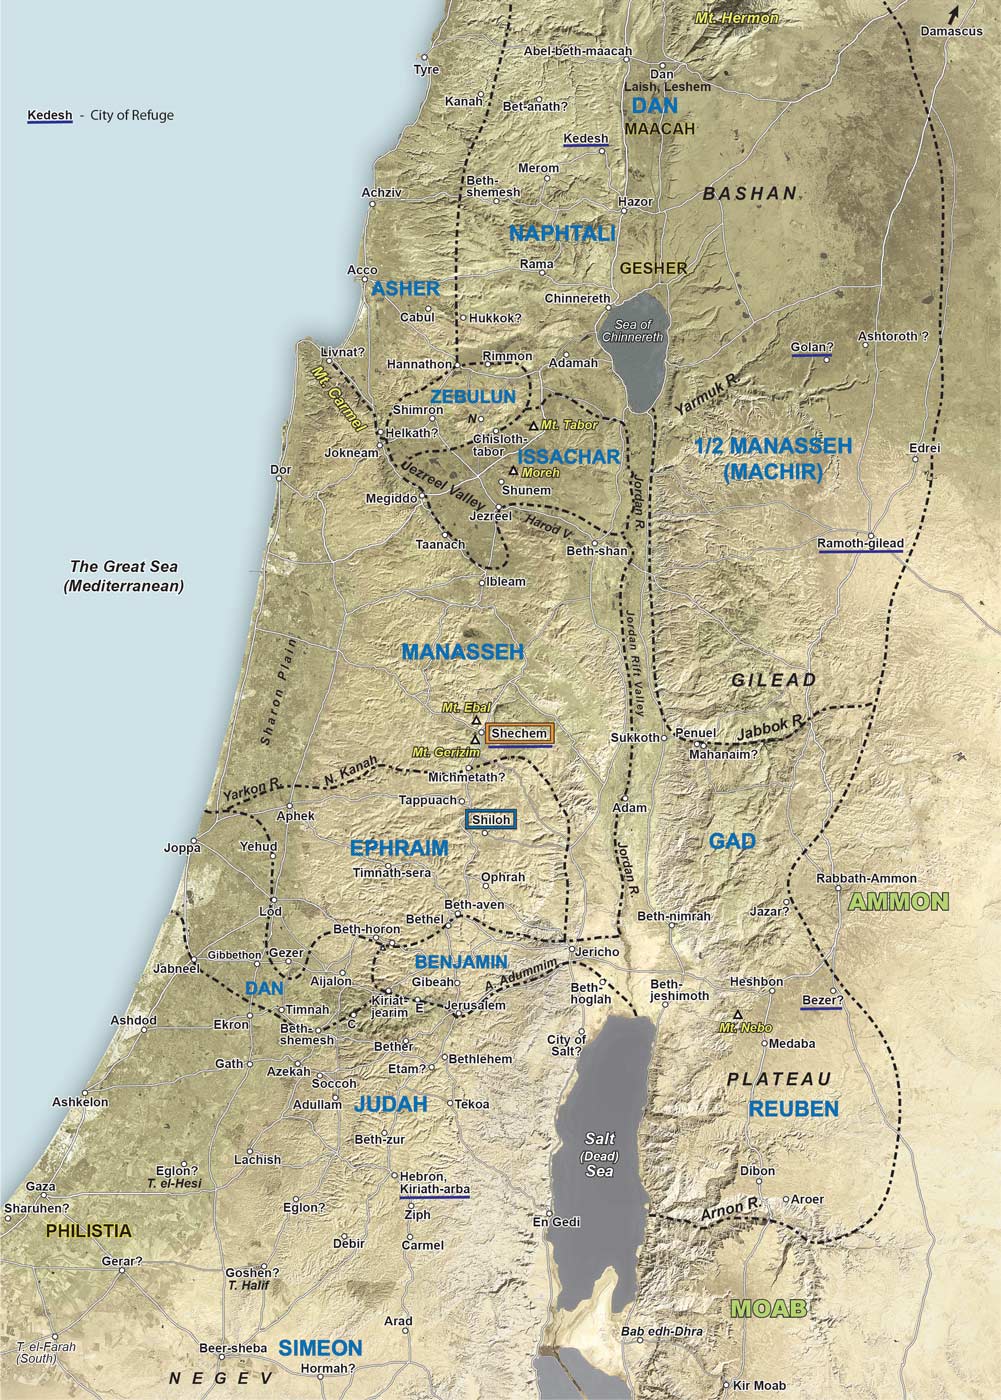 Mt. Hermon
Damascus
Tyre
Abel-beth-maacah
Dan
Laish, Leshem
DAN
MAACAH
Kanah
Bet-anath?
Kedesh - City of Refuge
Kedesh
Merom
Beth-
shemesh
Achziv
Hazor
BASHAN
NAPHTALI
Rama
GESHER
Acco
ASHER
Chinnereth
Cabul
Hukkok?
Sea of
Chinnereth
Ashtoroth ?
Golan?
Livnat?
Hannathon
Rimmon
Adamah
Mt. Carmel
ZEBULUN
Yarmuk R.
Shimron
N
Mt. Tabor
Helkath?
Chisloth-
tabor
Jokneam
ISSACHAR
1/2 MANASSEH
(MACHIR)
Edrei
Dor
Moreh
Jezreel Valley
Shunem
Jordan R.
Megiddo
Jezreel
Harod V.
Taanach
Beth-shan
Ramoth-gilead
The Great Sea
(Mediterranean)
Ibleam
Jordan Rift Valley
MANASSEH
Sharon Plain
GILEAD
Mt. Ebal
Shechem
Mt. Gerizim
Sukkoth
Penuel
Jabbok R.
Mahanaim?
Michmetath?
N. Kanah
Yarkon R.
Tappuach
Adam
Aphek
Shiloh
Joppa
Yehud
EPHRAIM
GAD
Timnath-sera
Jordan R.
Ophrah
Rabbath-Ammon
AMMON
Lod
Beth-aven
Bethel
Beth-nimrah
Jazar?
Beth-horon
Gibbethon
Gezer
Jericho
BENJAMIN
Jabneel
Aijalon
Gibeah
A. Adummim
DAN
Beth-
hoglah
Beth-
jeshimoth
Heshbon
Bezer?
Kiriat-
jearim
E
Jerusalem
Timnah
C
Ashdod
Ekron
Beth-
shemesh
Mt. Nebo
Bether
City of
Salt?
Medaba
Gath
Azekah
Etam?
Bethlehem
Soccoh
PLATEAU
Ashkelon
Adullam
JUDAH
Tekoa
REUBEN
Beth-zur
Salt
(Dead)
Sea
Lachish
Eglon?
T. el-Hesi
Hebron,
Kiriath-arba
Dibon
Gaza
Sharuhen?
Eglon?
Ziph
Aroer
Arnon R.
En Gedi
PHILISTIA
Debir
Carmel
Gerar?
Goshen?
T. Halif
MOAB
Arad
Bab edh-Dhra
T. el-Farah
(South)
Beer-sheba
SIMEON
Hormah?
NEGEV
Kir Moab